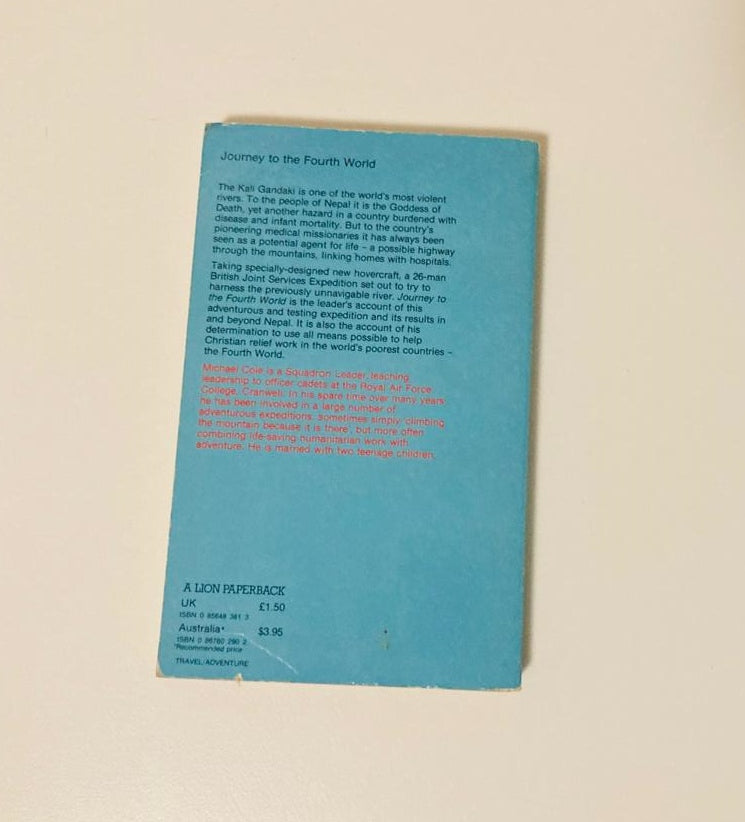 Journey to the Fourth World
The Kali Gandaki is one of the world's most violent
rivers. To the people of Nepal it is the Goddess of
Death, yet another hazard in a country burdened with
disease and infant mortality. But to the country's
pioneering medical missionaries it has always been
seen as a potential agent for life – a possible highway
through the mountains, linking homes with hospitals.
Taking specially-designed new hovercraft, a 26-man
British Joint Services Expedition set out to try to
harness the previously unnavigable river. Journey to
the Fourth World is the leader's account of this
adventurous and testing expedition and its results in
and beyond Nepal. It is also the account of his
determination to use all means possible to help
Christian relief work in the world's poorest countries –
the Fourth World.
Michael Cole is a Squadron Leader, teaching
leadership to officer cadets at the Royal Air Force
College, Cranwell. In his spare time over many years
he has been involved in a large number of
adventurous expeditions, sometimes simply 'climbing
the mountain because it is there', but more often
combining life-saving humanitarian work with
adventure. He is married with two teenage children.
A LION PAPERBACK
UK £1.50
ISBN 0 85648 361 3
Australia* $3.95
ISBN 0 86760 290 2
*Recommended price
TRAVEL/ADVENTURE